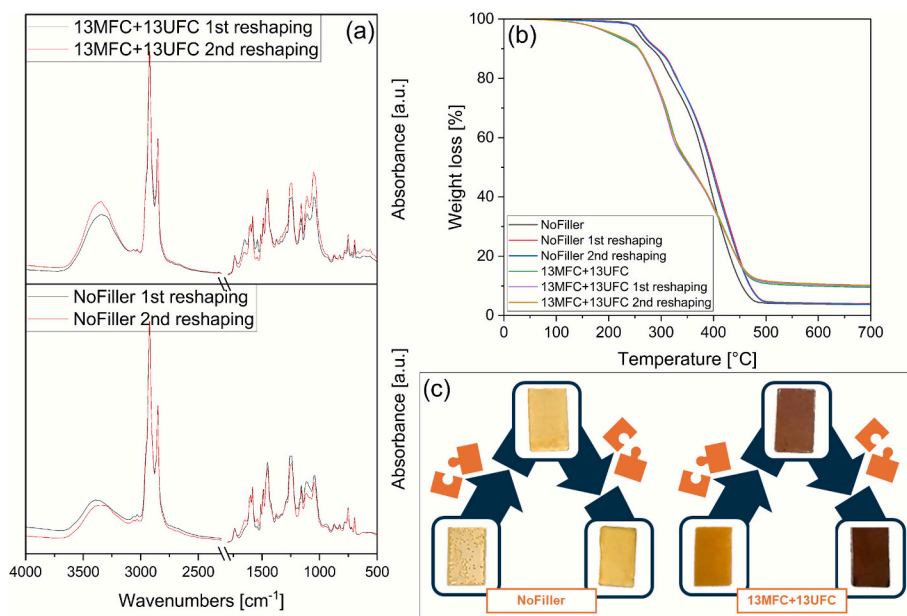 (a)
13MFC+13UFC 1st reshaping
13MFC+13UFC 2nd reshaping
Absorbance [a.u.]
NoFiller 1st reshaping
NoFiller 2nd reshaping
Absorbance [a.u.]
4000 3500 3000 2500 1500 1000 500
Wavenumbers [cm⁻¹]
(b)
100
80
60
40
20
10
0
Weight loss [%]
NoFiller
NoFiller 1st reshaping
NoFiller 2nd reshaping
13MFC+13UFC
13MFC+13UFC 1st reshaping
13MFC+13UFC 2nd reshaping
0 100 200 300 400 500 600 700
Temperature [°C]
(c)
NoFiller
13MFC+13UFC